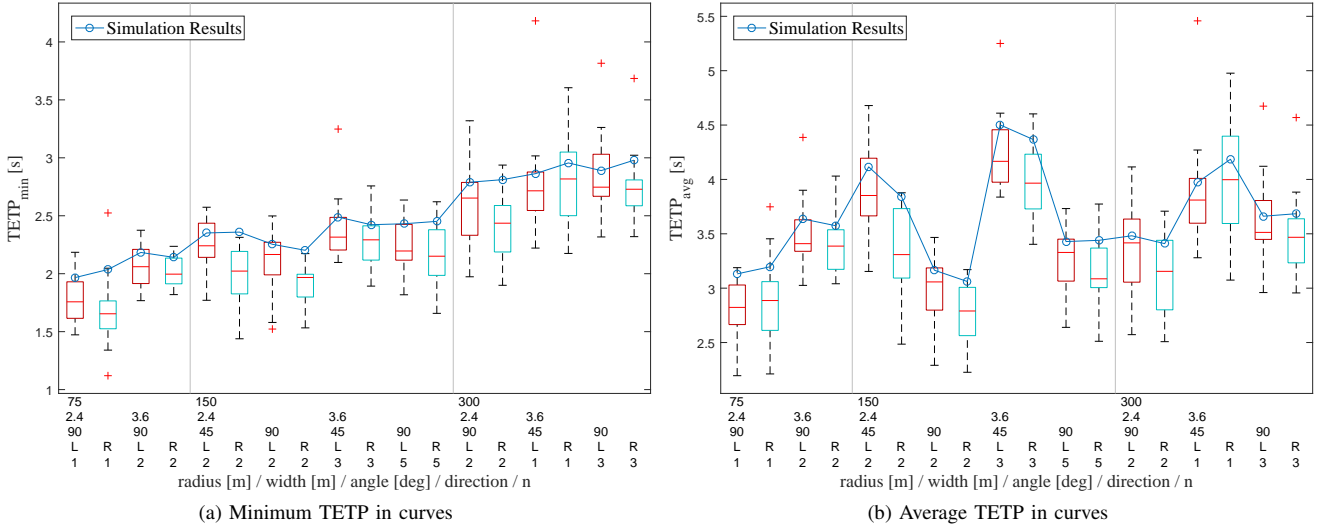 Simulation Results
4
3.5
3
2.5
2
1.5
1
TETPmin [s]
75 150 300
2.4 3.6 2.4 3.6 2.4 3.6
90 90 90 90 45 90 45 90 90 45 90
L R L R L R L R L R L R L R L R L R
1 1 2 2 2 2 2 2 3 3 5 5 2 2 1 1 3 3
radius [m] / width [m] / angle [deg] / direction / n
(a) Minimum TETP in curves
Simulation Results
5.5
5
4.5
4
3.5
3
2.5
TETPavg [s]
75 150 300
2.4 3.6 2.4 3.6 2.4 3.6
90 90 90 90 45 90 45 90 90 45 90
L R L R L R L R L R L R L R L R L R
1 1 2 2 2 2 2 2 3 3 5 5 2 2 1 1 3 3
radius [m] / width [m] / angle [deg] / direction / n
(b) Average TETP in curves